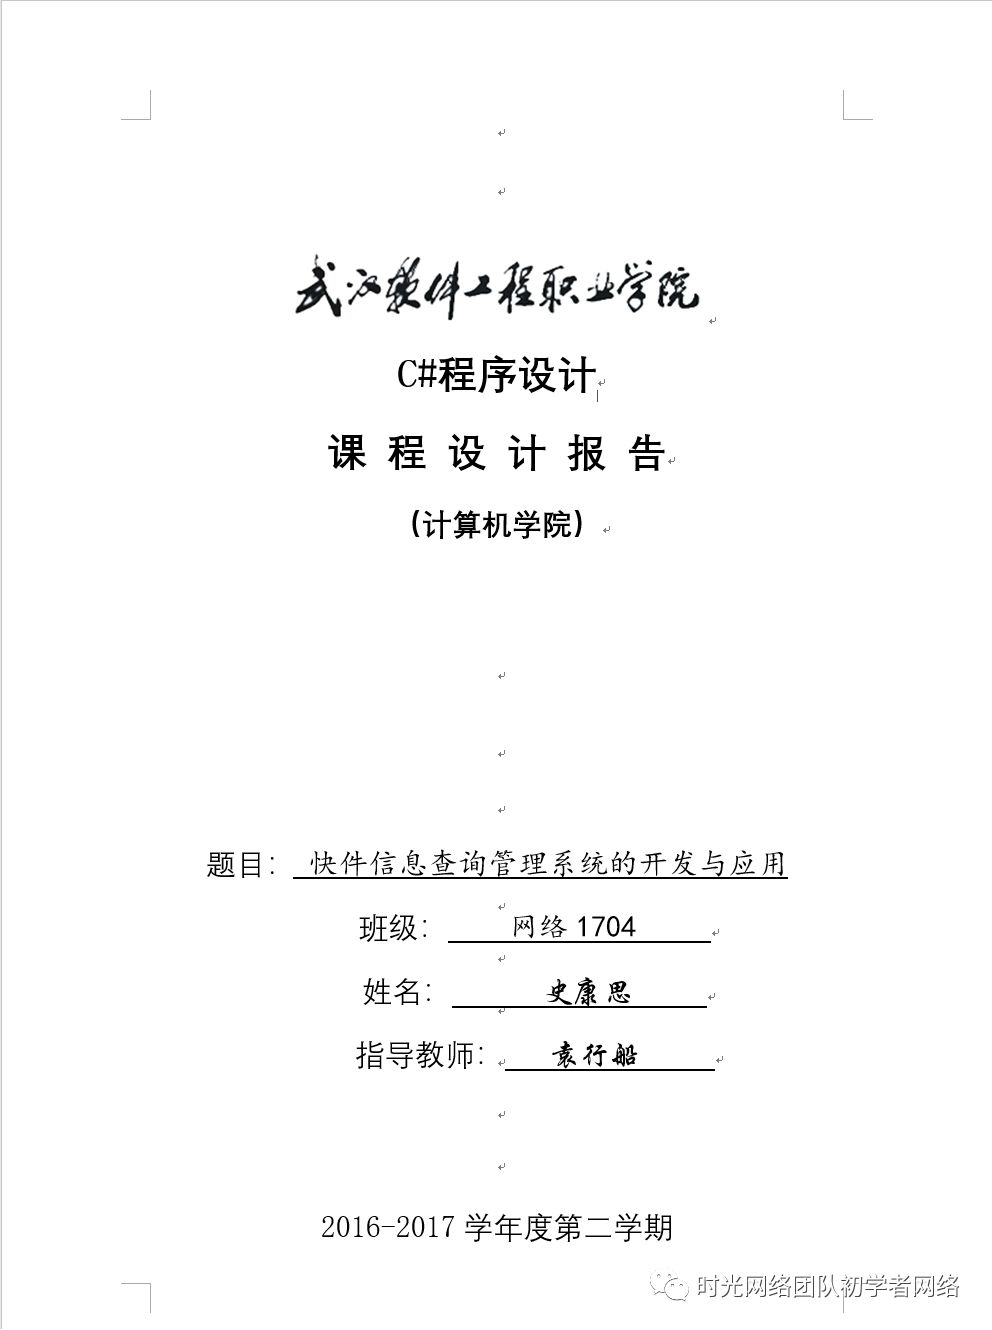 武汉软件工程职业学院
C#程序设计
课 程 设 计 报 告
（计算机学院）
题目： 快件信息查询管理系统的开发与应用
班级： 网络 1704
姓名： 史康思
指导教师： 袁行船
2016-2017 学年度第二学期
时光网络团队初学者网络